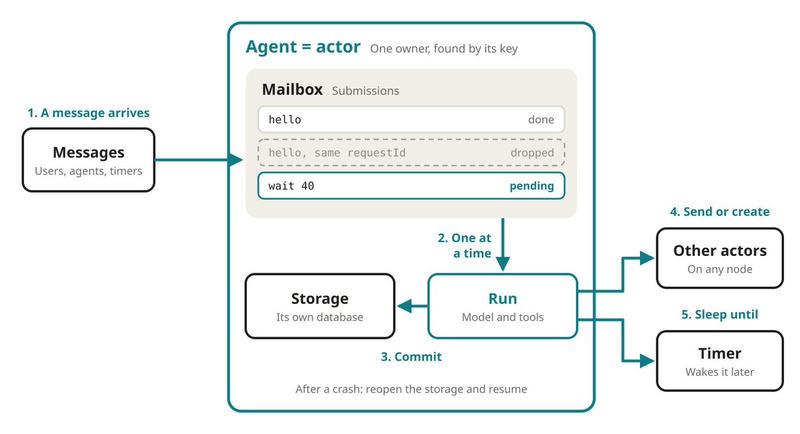 Agent = actor One owner, found by its key
Mailbox Submissions
1. A message arrives
hello done
Messages
Users, agents, timers
hello, same requestId dropped
wait 40 pending
2. One at
a time
4. Send or create
Other actors
On any node
Storage
Its own database
Run
Model and tools
5. Sleep until
Timer
Wakes it later
3. Commit
After a crash: reopen the storage and resume